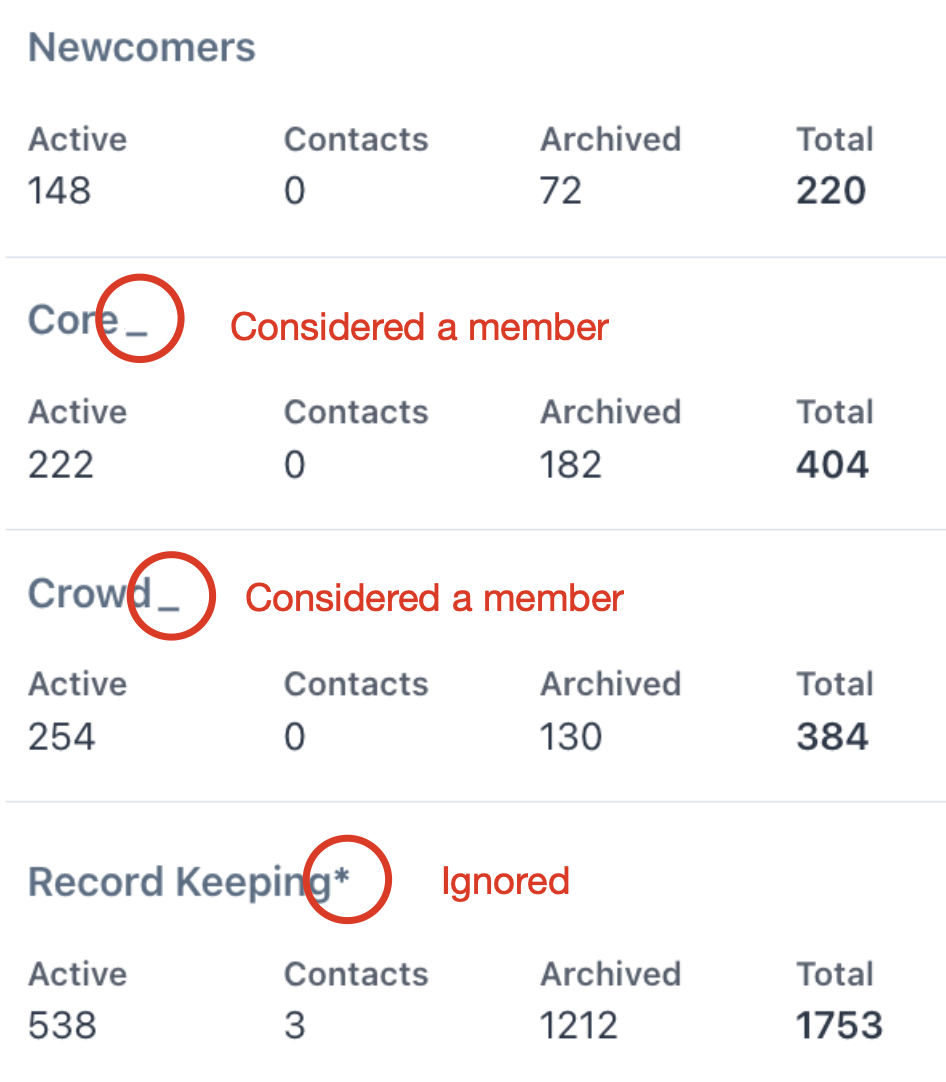 Newcomers
Active Contacts Archived Total
148 0 72 220
Core _ Considered a member
Active Contacts Archived Total
222 0 182 404
Crowd _ Considered a member
Active Contacts Archived Total
254 0 130 384
Record Keeping* Ignored
Active Contacts Archived Total
538 3 1212 1753